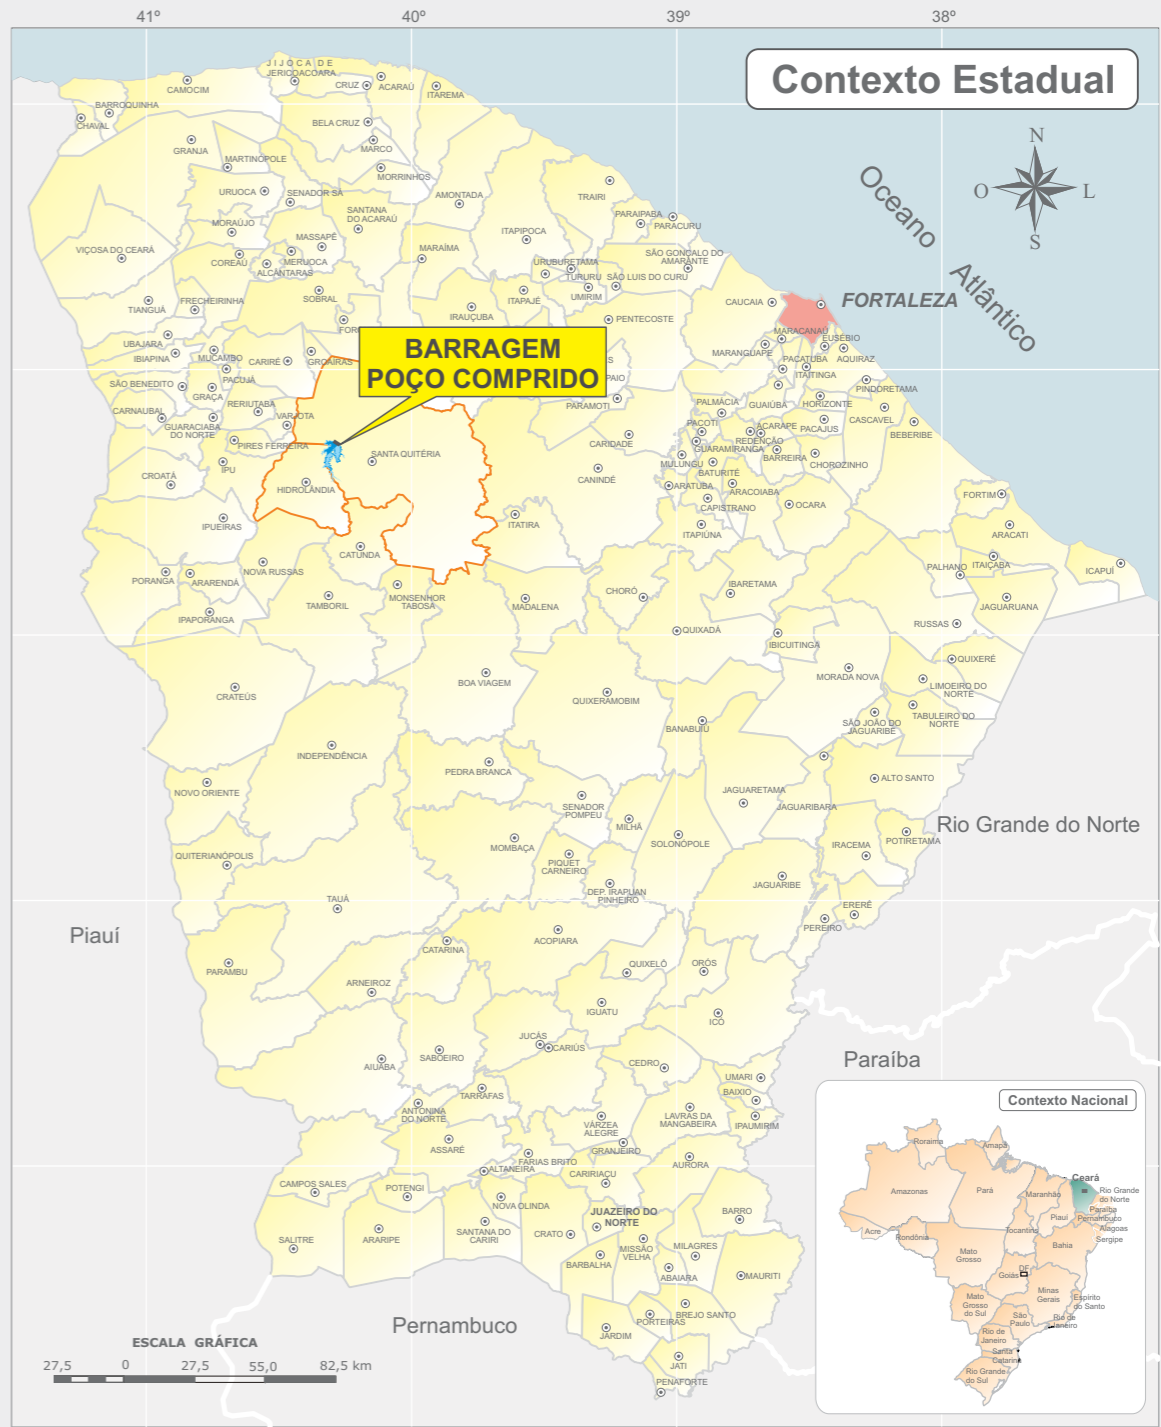 41º
40º
39º
38º
Contexto Estadual
N
O
L
S
Oceano
Atlântico
JIJOCA DE
JERICOACOARA
CAMOCIM
CRUZ
ACARAÚ
ITAREMA
BARROQUINHA
CHAVAL
BELA CRUZ
GRANJA
MARCO
MARTINÓPOLE
MORRINHOS
URUOCA
SENADOR SÁ
AMONTADA
TRAIRI
SANTANA
DO ACARAÚ
PARAIPABA
PARACURU
MORAÚJO
MASSAPÊ
MARAÍMA
ITAPIPOCA
VIÇOSA DO CEARÁ
COREAÚ
MERUOCA
ALCÂNTARAS
URUBURETAMA
TURURU
SÃO GONÇALO DO
AMARANTE
SÃO LUIS DO CURU
UMIRIM
FRECHEIRINHA
SOBRAL
ITAPAJÉ
TIANGUÁ
IRAUÇUBA
PENTECOSTE
CAUCAIA
FORTALEZA
FOR
UBAJARA
IBIAPINA
MUCAMBO
CARIRÉ
GROAÍRAS
BARRAGEM
POÇO COMPRIDO
MARACANAÚ
EUSÉBIO
MARANGUAPE
PACATUBA
AQUIRAZ
ITAITINGA
PACUJÁ
SÃO BENEDITO
GRAÇA
S
PAIO
PARAMOTI
PALMÁCIA
GUAIÚBA
HORIZONTE
PINDORETAMA
CARNAUBAL
RERIUTABA
VARJOTA
GUARACIABA
DO NORTE
PIRES FERREIRA
PACOTI
ACARAPE
REDENÇÃO
PACAJUS
CASCAVEL
BEBERIBE
CARIDADE
GUARAMIRANGA
BARREIRA
SANTA QUITÉRIA
MULUNGU
BATURITÉ
CHOROZINHO
IPU
CROATÁ
HIDROLÂNDIA
CANINDÉ
ARATUBA
ARACOIABA
CAPISTRANO
OCARA
FORTIM
IPUEIRAS
ITATIRA
ITAPIÚNA
ARACATI
CATUNDA
NOVA RUSSAS
PORANGA
ARARENDÁ
MONSENHOR
TABOSA
IBARETAMA
PALHANO
ITAIÇABA
ICAPUÍ
TAMBORIL
MADALENA
CHORÓ
JAGUARUANA
IPAPORANGA
RUSSAS
QUIXADÁ
IBICUITINGA
QUIXERÉ
MORADA NOVA
LIMOEIRO DO
NORTE
CRATEÚS
BOA VIAGEM
QUIXERAMOBIM
TABULEIRO DO
NORTE
SÃO JOÃO DO
JAGUARIBE
BANABUIÚ
INDEPENDÊNCIA
PEDRA BRANCA
ALTO SANTO
NOVO ORIENTE
JAGUARETAMA
JAGUARIBARA
SENADOR
POMPEU
MILHÃ
Rio Grande do Norte
SOLONÓPOLE
MOMBAÇA
IRACEMA
POTIRETAMA
QUITERIANÓPOLIS
PIQUET
CARNEIRO
JAGUARIBE
DEP. IRAPUAN
PINHEIRO
TAUÁ
ERERÊ
PEREIRO
Piauí
ACOPIARA
CATARINA
PARAMBU
QUIXELÔ
ORÓS
ARNEIROZ
IGUATU
ICÓ
JUCÁS
CARIÚS
SABOEIRO
AIUABA
CEDRO
Paraíba
UMARI
BAIXIO
TARRAFAS
ANTONINA
DO NORTE
VÁRZEA
ALEGRE
LAVRAS DA
MANGABEIRA
IPAUMIRIM
ASSARÉ
GRANJEIRO
FARIAS BRITO
AURORA
ALTANEIRA
CARIRIAÇU
CAMPOS SALES
POTENGI
NOVA OLINDA
JUAZEIRO DO
NORTE
BARRO
SALITRE
ARARIPE
SANTANA DO
CARIRI
CRATO
MISSÃO
VELHA
MILAGRES
BARBALHA
ABAIARA
MAURITI
BREJO SANTO
PORTEIRAS
JARDIM
Pernambuco
JATI
PENAFORTE
ESCALA GRÁFICA
27,5
0
27,5
55,0
82,5 km
Contexto Nacional
Roraima
Amapá
Ceará
Amazonas
Pará
Maranhão
Rio Grande
do Norte
Paraíba
Piauí
Pernambuco
Alagoas
Acre
Rondônia
Tocantins
Sergipe
Mato
Grosso
Bahia
DF
Goiás
Minas
Gerais
Mato
Grosso
do Sul
Espírito
do Santo
São
Paulo
Rio de
Janeiro
Rio de
Janeiro
Santa
Catarina
Rio Grande
do Sul